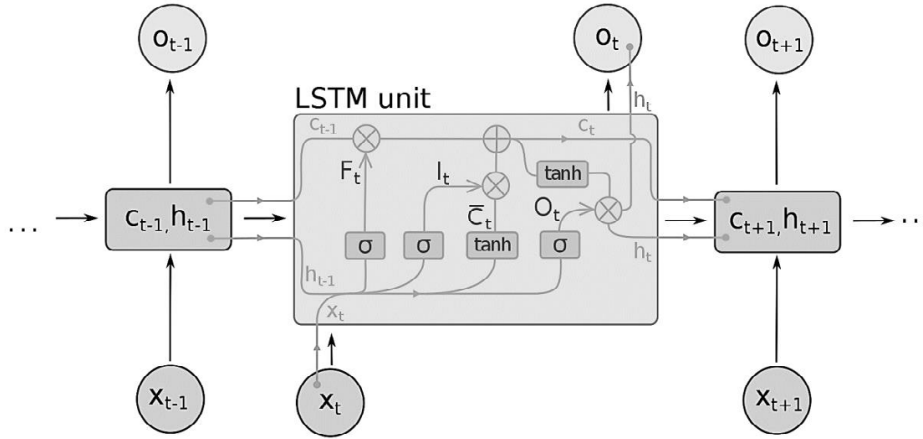 o_{t-1} o_t o_{t+1}
LSTM unit
h_t
c_{t-1} c_t
F_t I_t tanh
c_{t-1},h_{t-1} C̅_t O_t c_{t+1},h_{t+1}
... ..
σ σ tanh σ
h_{t-1} h_t
x_t
x_{t-1} x_t x_{t+1}